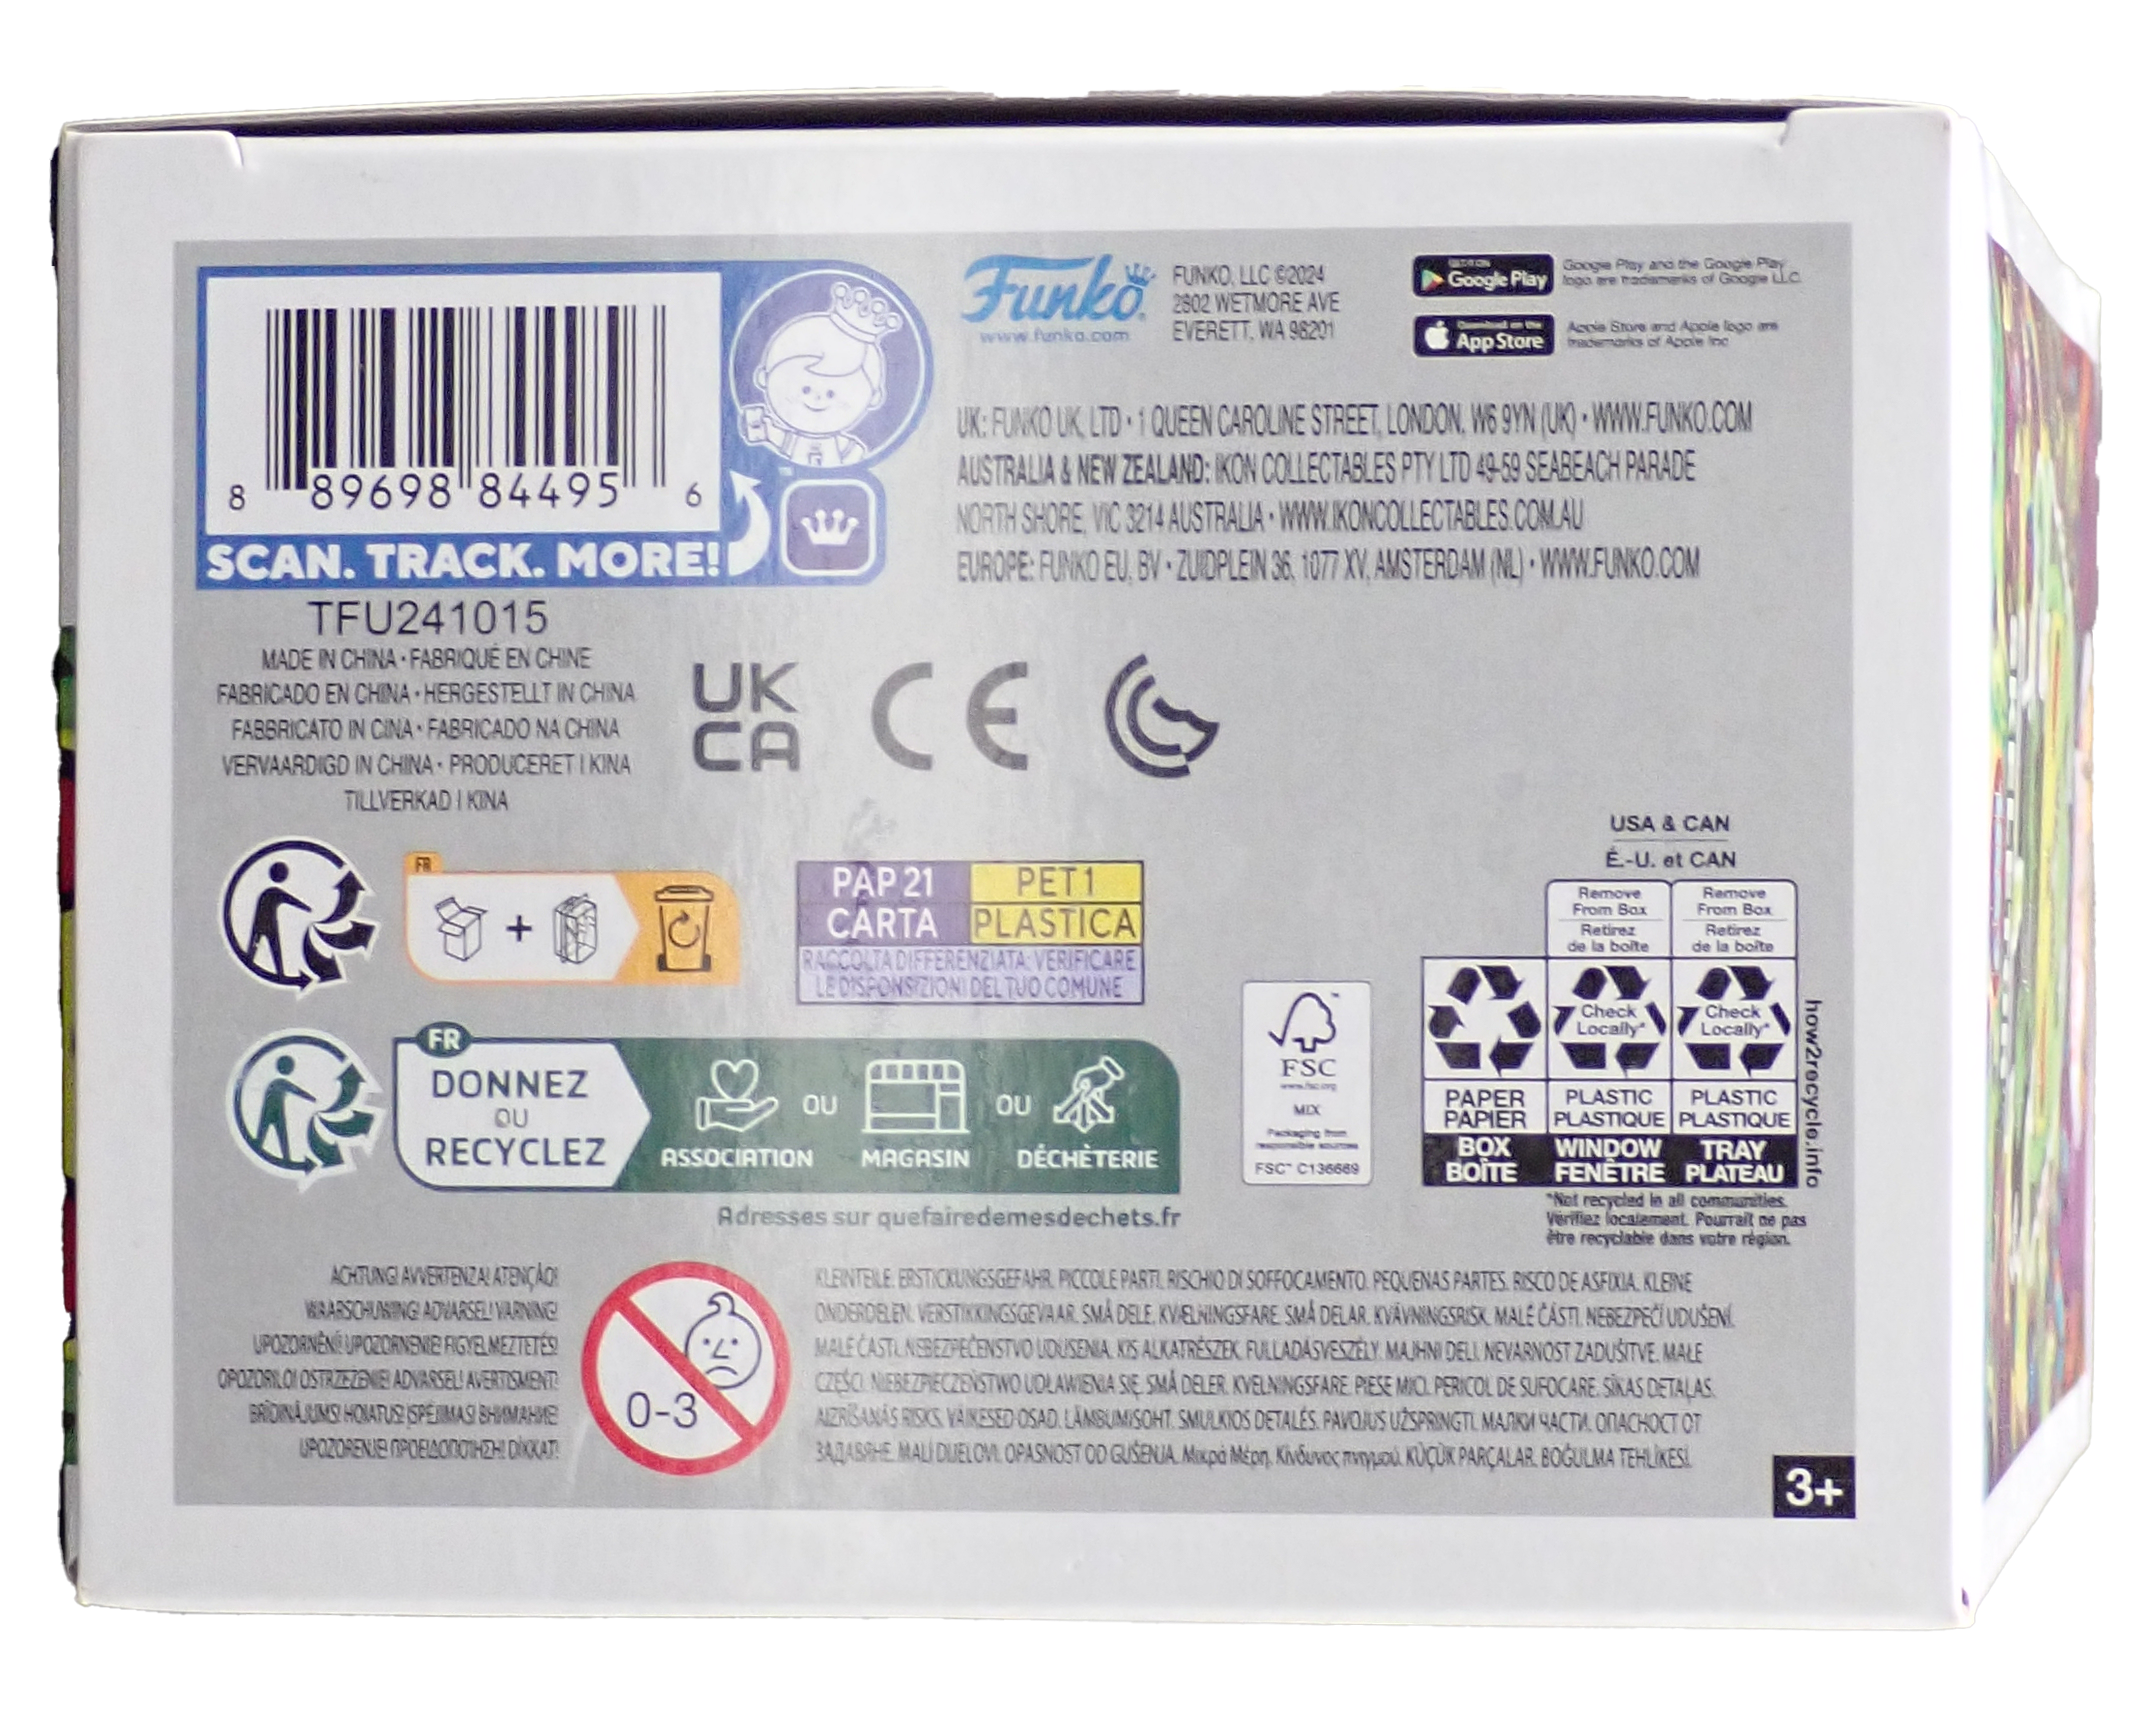 8 89698 84495 6
SCAN. TRACK. MORE!
TFU241015
MADE IN CHINA • FABRIQUÉ EN CHINE
FABRICADO EN CHINA • HERGESTELLT IN CHINA
FABBRICATO IN CINA • FABRICADO NA CHINA
VERVAARDIGD IN CHINA • PRODUCERET I KINA
TILLVERKAD I KINA
Funko
www.funko.com
FUNKO, LLC ©2024
2802 WETMORE AVE
EVERETT, WA 98201
GET IT ON
Google Play
Google Play and the Google Play
logo are trademarks of Google LLC.
Download on the
App Store
Apple Store and Apple logo are
trademarks of Apple Inc
UK: FUNKO UK, LTD • 1 QUEEN CAROLINE STREET, LONDON, W6 9YN (UK) • WWW.FUNKO.COM
AUSTRALIA & NEW ZEALAND: IKON COLLECTABLES PTY LTD 49-59 SEABEACH PARADE
NORTH SHORE, VIC 3214 AUSTRALIA • WWW.IKONCOLLECTABLES.COM.AU
EUROPE: FUNKO EU, BV • ZUIDPLEIN 36, 1077 XV, AMSTERDAM (NL) • WWW.FUNKO.COM
UK
CA
CE
FR
+
PAP 21
CARTA
PET 1
PLASTICA
RACCOLTA DIFFERENZIATA. VERIFICARE
LE DISPONSIZIONI DEL TUO COMUNE
FR
DONNEZ
OU
RECYCLEZ
ASSOCIATION
OU
MAGASIN
OU
DÉCHÈTERIE
Adresses sur quefairedemesdechets.fr
FSC
www.fsc.org
MIX
Packaging from
responsible sources
FSC™ C136669
USA & CAN
É.-U. et CAN
Remove
From Box
Retirez
de la boîte
Remove
From Box
Retirez
de la boîte
Check
Locally*
Check
Locally*
PAPER
PAPIER
PLASTIC
PLASTIQUE
PLASTIC
PLASTIQUE
BOX
BOÎTE
WINDOW
FENÊTRE
TRAY
PLATEAU
how2recycle.info
*Not recycled in all communities.
Vérifiez localement. Pourrait ne pas
être recyclable dans votre région.
ACHTUNG! AVVERTENZA! ATENÇÃO!
WAARSCHUWING! ADVARSEL! VARNING!
UPOZORNĚNÍ! UPOZORNENIE! FIGYELMEZTETÉS!
OPOZORILO! OSTRZEŻENIE! ADVARSEL! AVERTISMENT!
BRĪDINĀJUMS! HOIATUS! ĮSPĖJIMAS! ВНИМАНИЕ!
UPOZORENJE! ΠΡΟΕΙΔΟΠΟΙΗΣΗ! DİKKAT!
0-3
KLEINTEILE. ERSTICKUNGSGEFAHR. PICCOLE PARTI. RISCHIO DI SOFFOCAMENTO. PEQUENAS PARTES. RISCO DE ASFIXIA. KLEINE
ONDERDELEN. VERSTIKKINGSGEVAAR. SMÅ DELE. KVÆLNINGSFARE. SMÅ DELAR. KVÄVNINGSRISK. MALÉ ČÁSTI. NEBEZPEČÍ UDUŠENÍ.
MALÉ ČASTI. NEBEZPEČENSTVO UDUSENIA. KIS ALKATRÉSZEK. FULLADÁSVESZÉLY. MAJHNI DELI. NEVARNOST ZADUŠITVE. MAŁE
CZĘŚCI. NIEBEZPIECZEŃSTWO UDŁAWIENIA SIĘ. SMÅ DELER. KVELNINGSFARE. PIESE MICI. PERICOL DE SUFOCARE. SĪKAS DETAĻAS.
AIZRĪŠANĀS RISKS. VÄIKESED OSAD. LÄMBUMISOHT. SMULKIOS DETALĖS. PAVOJUS UŽSPRINGTI. МАЛКИ ЧАСТИ. ОПАСНОСТ ОТ
ЗАДАВЯНЕ. MALI DIJELOVI. OPASNOST OD GUŠENJA. Μικρά Μέρη. Κίνδυνος πνιγμού. KÜÇÜK PARÇALAR. BOĞULMA TEHLİKESİ.
3+